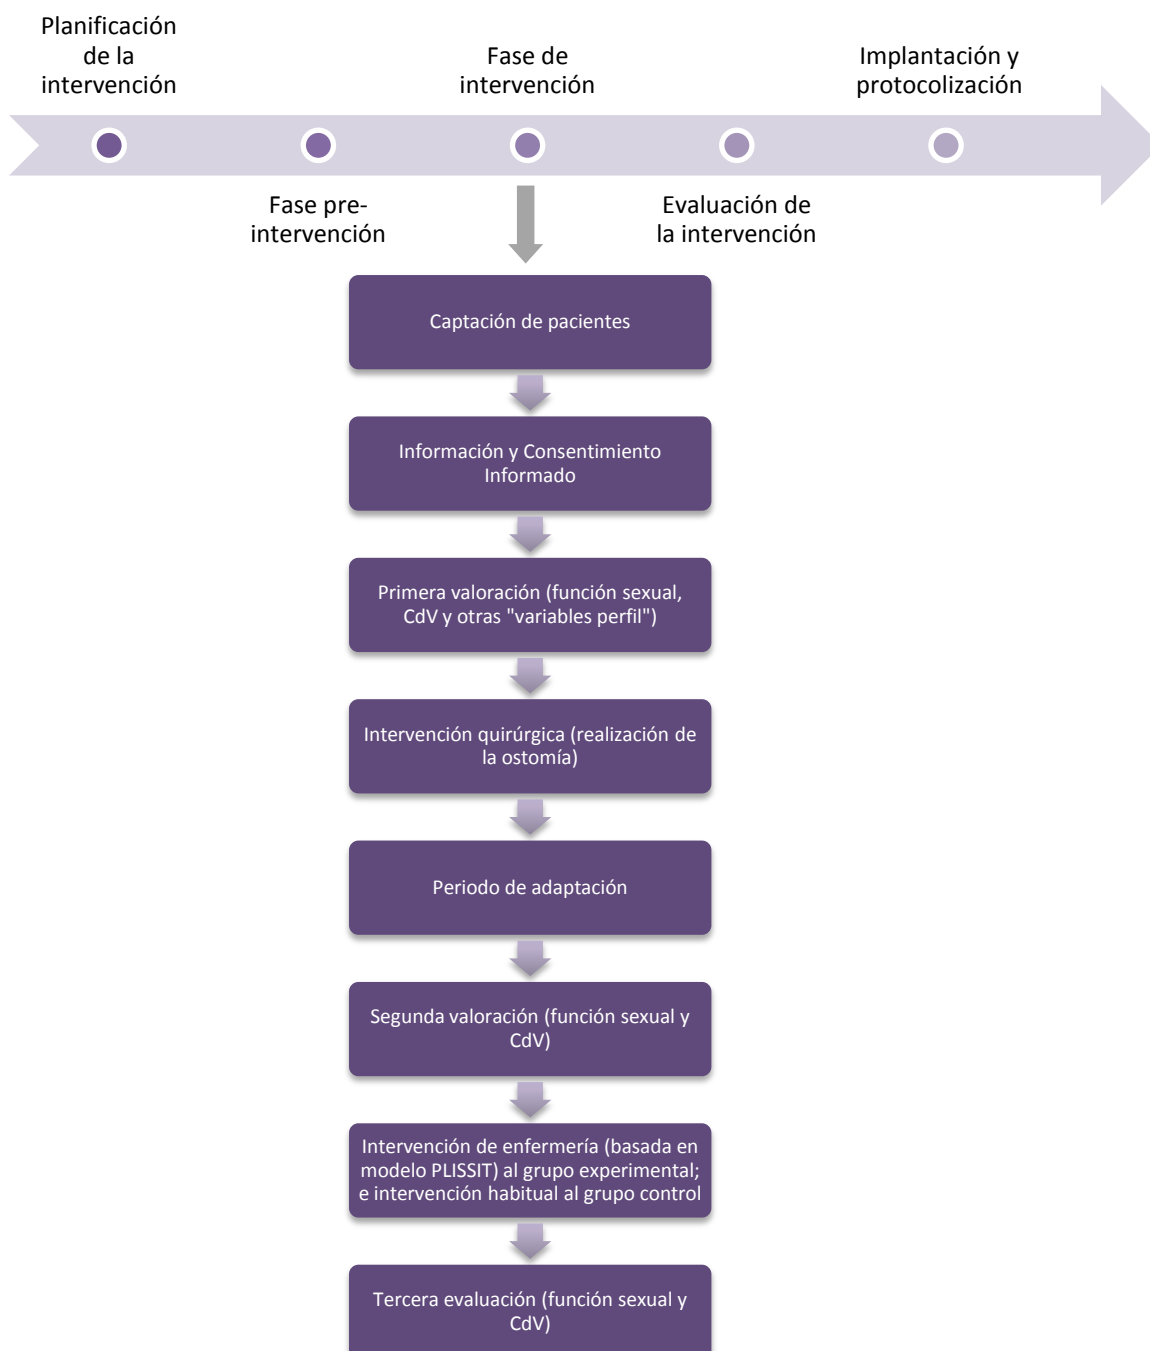 Planificación
de la
intervención
Fase de
intervención
Implantación y
protocolización
Fase pre-
intervención
Evaluación de
la intervención
Captación de pacientes
Información y Consentimiento
Informado
Primera valoración (función sexual,
CdV y otras "variables perfil")
Intervención quirúrgica (realización de
la ostomía)
Periodo de adaptación
Segunda valoración (función sexual y
CdV)
Intervención de enfermería (basada en
modelo PLISSIT) al grupo experimental;
e intervención habitual al grupo control
Tercera evaluación (función sexual y
CdV)